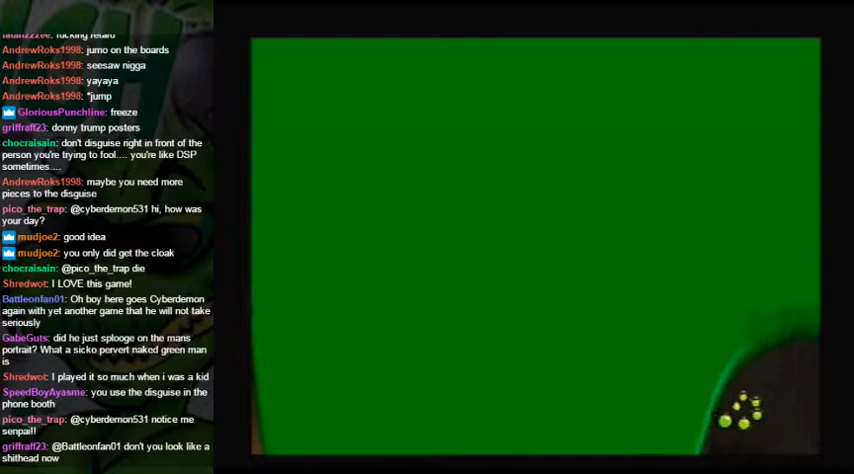 fatanzzzee: fucking retard
AndrewRoks1998: jumo on the boards
AndrewRoks1998: seesaw nigga
AndrewRoks1998: yayaya
AndrewRoks1998: *jump
GloriousPunchline: freeze
griffraff23: donny trump posters
chocraisain: don't disguise right in front of the
person you're trying to fool.... you're like DSP
sometimes....
AndrewRoks1998: maybe you need more
pieces to the disguise
pico_the_trap: @cyberdemon531 hi, how was
your day?
mudjoe2: good idea
mudjoe2: you only did get the cloak
chocraisain: @pico_the_trap die
Shredwot: I LOVE this game!
Battleonfan01: Oh boy here goes Cyberdemon
again with yet another game that he will not take
seriously
GabeGuts: did he just splooge on the mans
portrait? What a sicko pervert naked green man
is
Shredwot: I played it so much when i was a kid
SpeedBoyAyasme: you use the disguise in the
phone booth
pico_the_trap: @cyberdemon531 notice me
senpai!!
griffraff23: @Battleonfan01 don't you look like a
shithead now